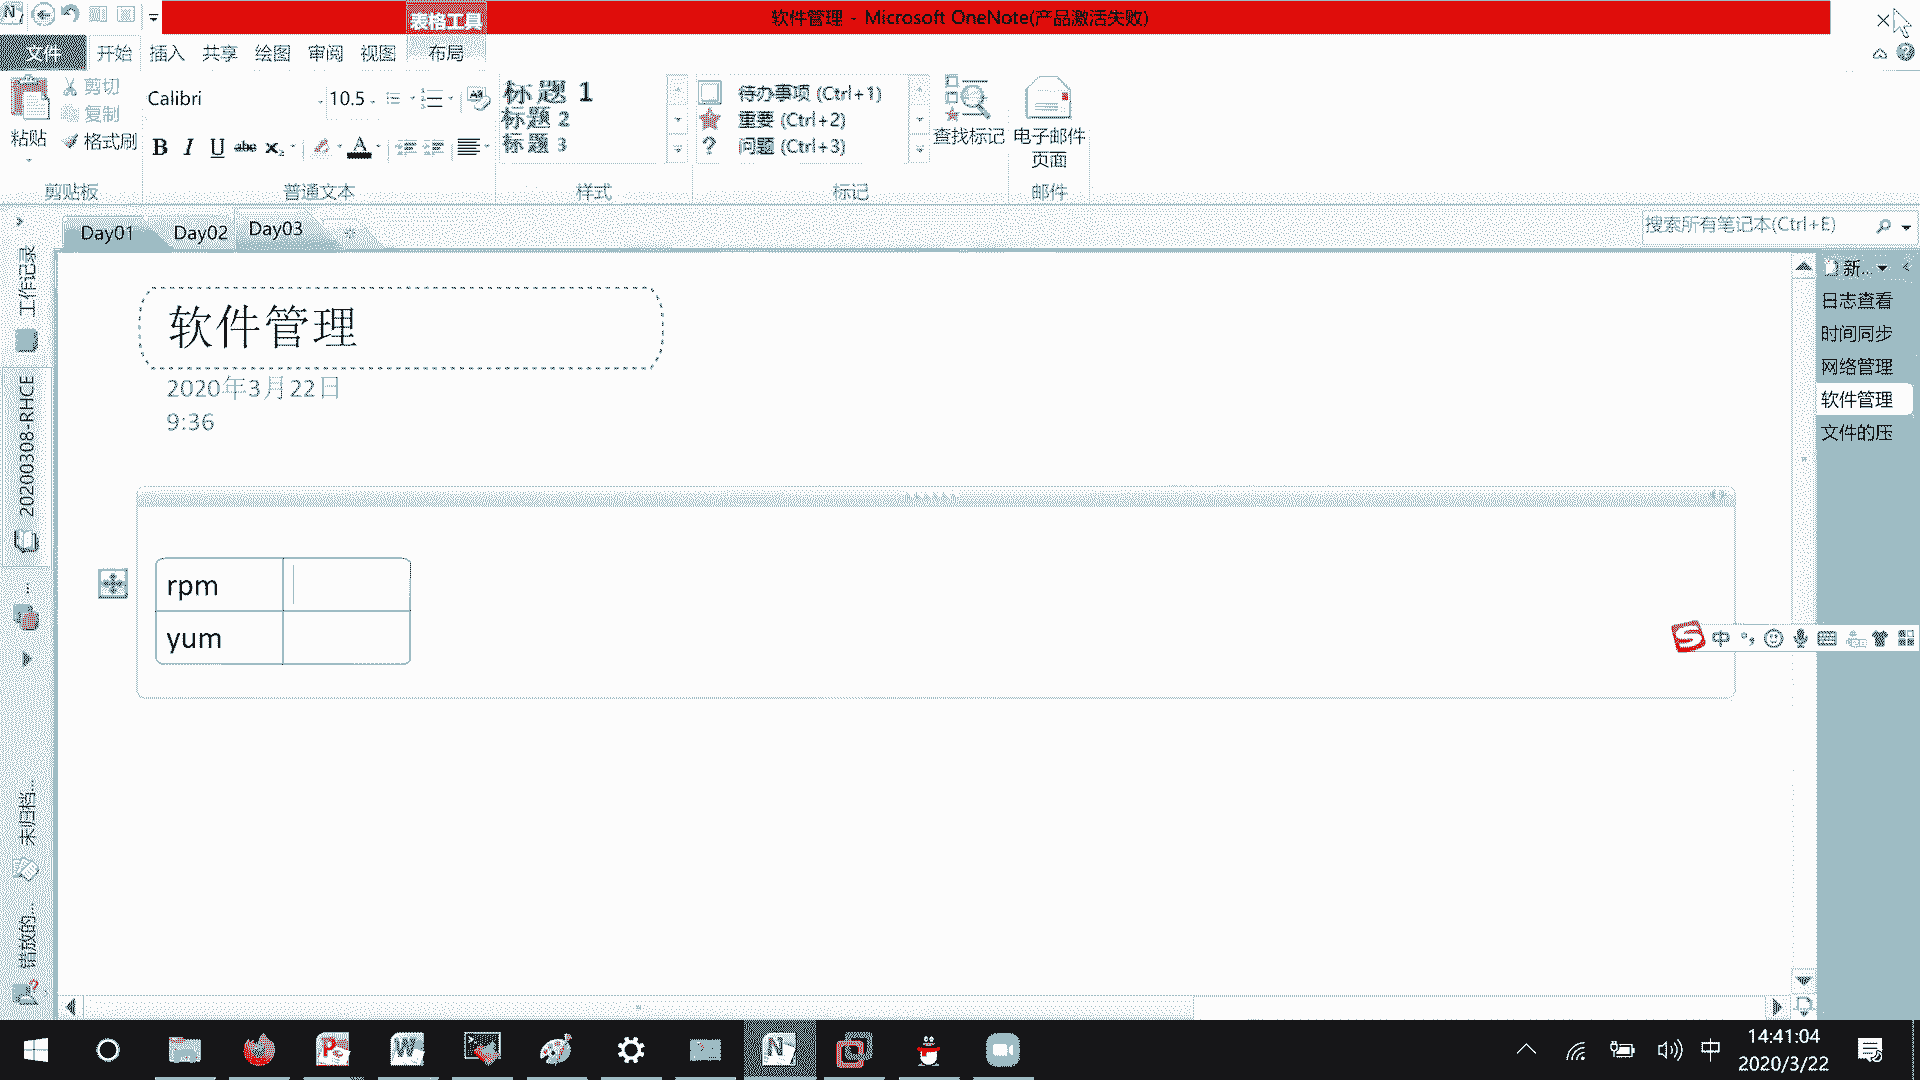 表格工具
软件管理 - Microsoft OneNote(产品激活失败)
文件 开始 插入 共享 绘图 审阅 视图 布局
粘贴
剪切
复制
格式刷
Calibri 10.5
B I U abc x₂ A
标题 1
标题 2
标题 3
待办事项 (Ctrl+1)
重要 (Ctrl+2)
问题 (Ctrl+3)
查找标记
电子邮件
页面
剪贴板 普通文本 样式 标记 邮件
Day01 Day02 Day03
搜索所有笔记本(Ctrl+E)
工作记录
20200308-RHCE
未归档...
错放的...
软件管理
2020年3月22日
9:36
rpm
yum
新...
日志查看
时间同步
网络管理
软件管理
文件的压
中
中
14:41:04
2020/3/22